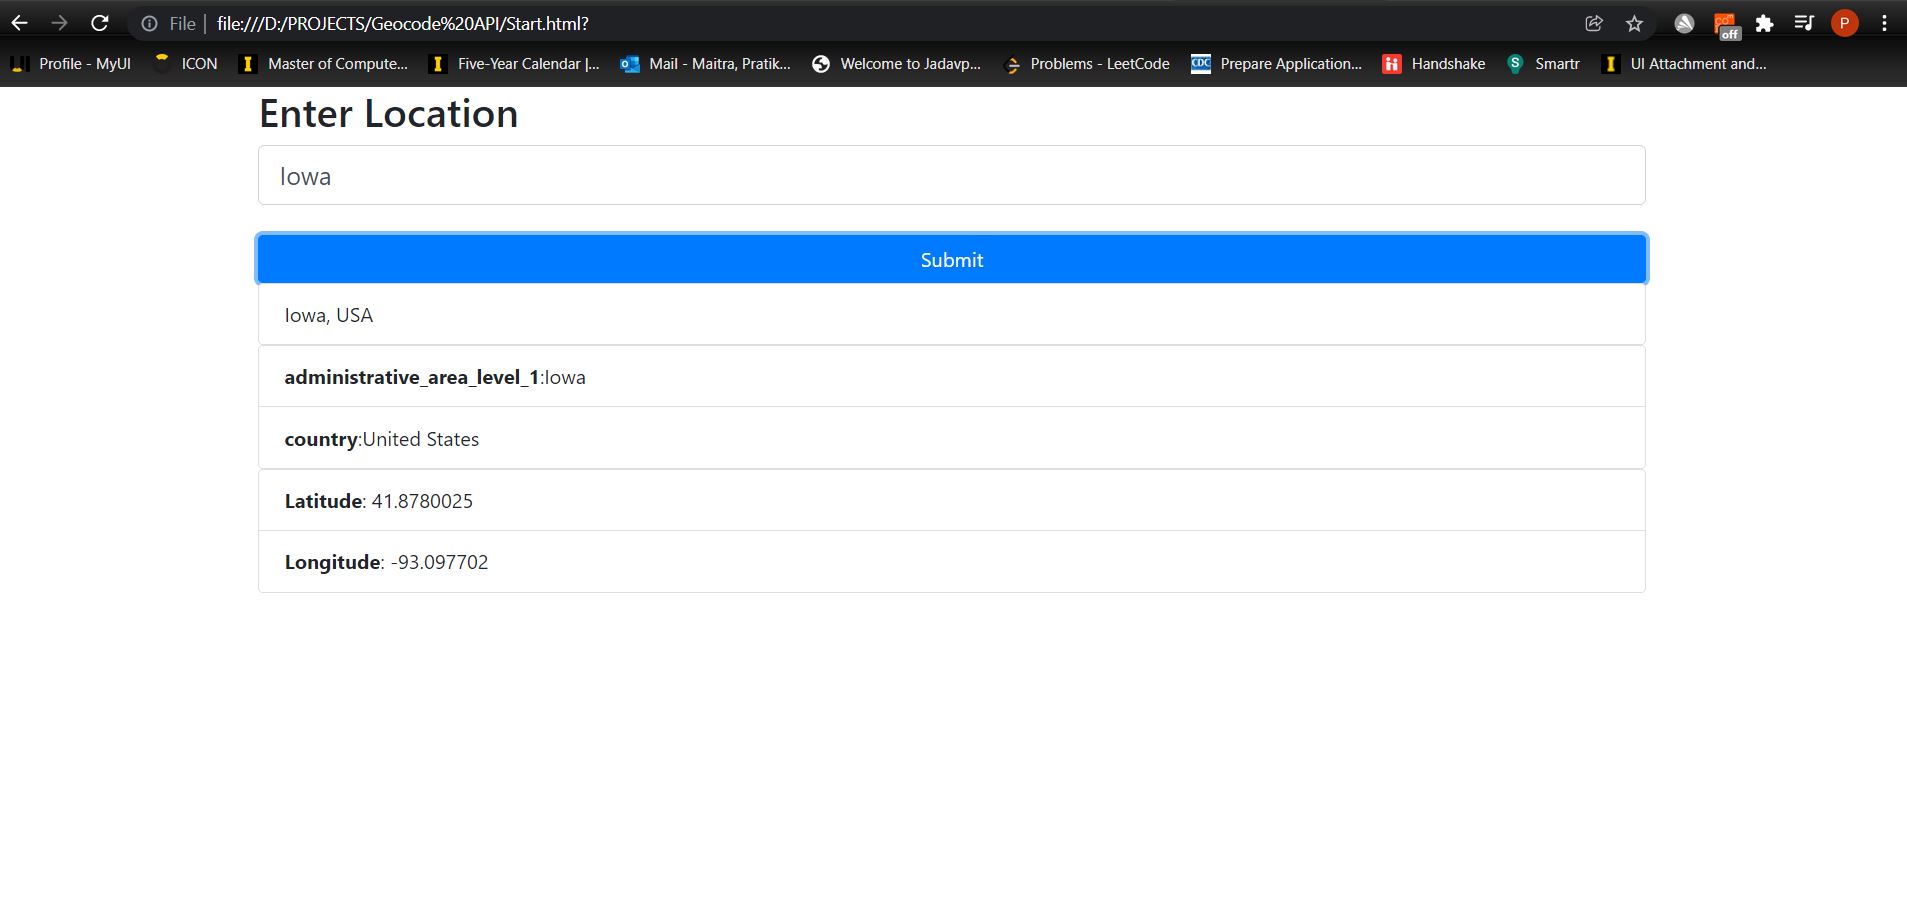 File | file:///D:/PROJECTS/Geocode%20API/Start.html?
off P
Profile - MyUI ICON Master of Compute... Five-Year Calendar |... Mail - Maitra, Pratik... Welcome to Jadavp... Problems - LeetCode CDC Prepare Application... Handshake S Smartr UI Attachment and...
Enter Location
Iowa
Submit
Iowa, USA
administrative_area_level_1:Iowa
country:United States
Latitude: 41.8780025
Longitude: -93.097702